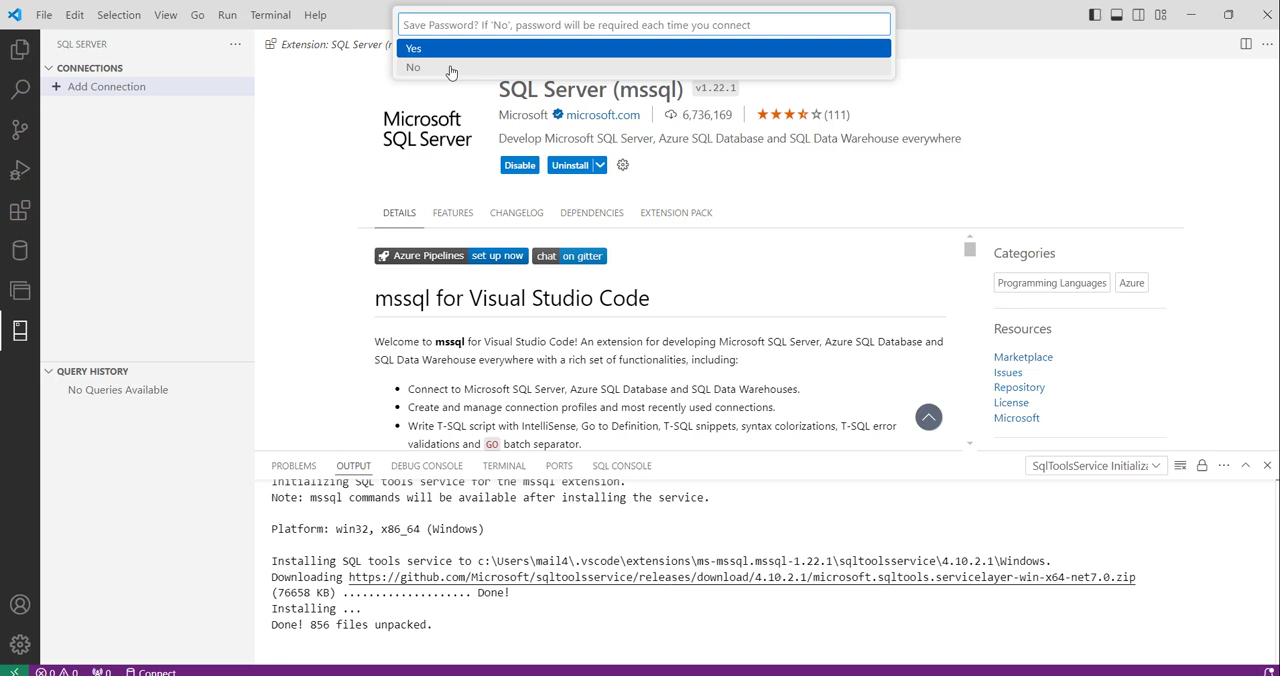 File Edit Selection View Go Run Terminal Help
Save Password? If 'No', password will be required each time you connect
Yes
No
SQL SERVER
CONNECTIONS
Add Connection
QUERY HISTORY
No Queries Available
Extension: SQL Server (m
Microsoft
SQL Server
SQL Server (mssql) v1.22.1
Microsoft microsoft.com 6,736,169 (111)
Develop Microsoft SQL Server, Azure SQL Database and SQL Data Warehouse everywhere
Disable Uninstall
DETAILS FEATURES CHANGELOG DEPENDENCIES EXTENSION PACK
Azure Pipelines set up now chat on gitter
mssql for Visual Studio Code
Welcome to mssql for Visual Studio Code! An extension for developing Microsoft SQL Server, Azure SQL Database and
SQL Data Warehouse everywhere with a rich set of functionalities, including:
Connect to Microsoft SQL Server, Azure SQL Database and SQL Data Warehouses.
Create and manage connection profiles and most recently used connections.
Write T-SQL script with IntelliSense, Go to Definition, T-SQL snippets, syntax colorizations, T-SQL error
validations and GO batch separator.
Categories
Programming Languages Azure
Resources
Marketplace
Issues
Repository
License
Microsoft
PROBLEMS OUTPUT DEBUG CONSOLE TERMINAL PORTS SQL CONSOLE
SqlToolsService Initializa
Initializing SQL tools service for the mssql extension.
Note: mssql commands will be available after installing the service.
Platform: win32, x86_64 (Windows)
Installing SQL tools service to c:\Users\mail4\.vscode\extensions\ms-mssql.mssql-1.22.1\sqltoolsservice\4.10.2.1\Windows.
Downloading https://github.com/Microsoft/sqltoolsservice/releases/download/4.10.2.1/microsoft.sqltools.servicelayer-win-x64-net7.0.zip
(76658 KB) .................... Done!
Installing ...
Done! 856 files unpacked.
0 0 0 Connect